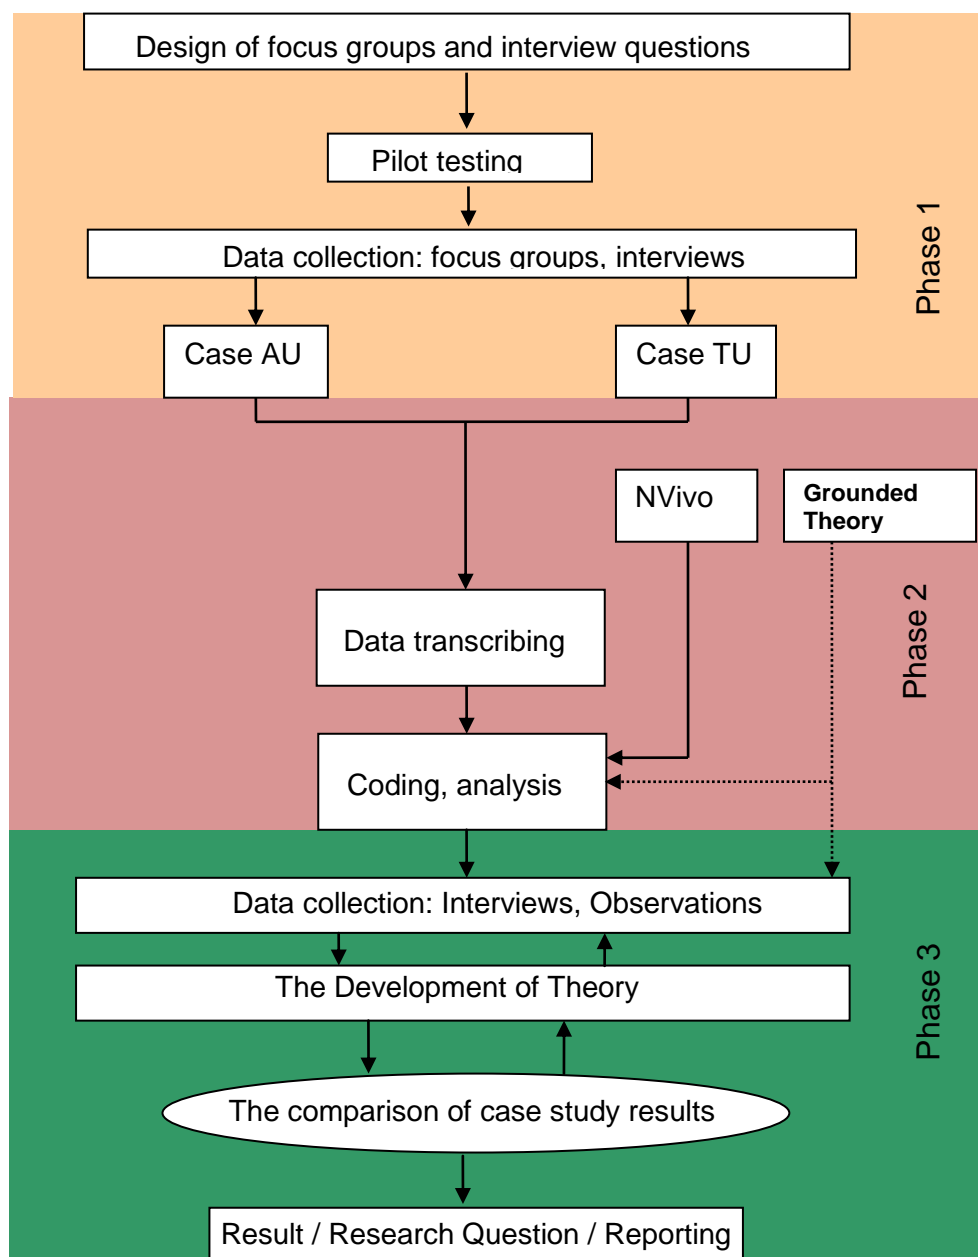 Design of focus groups and interview questions
Pilot testing
Data collection: focus groups, interviews
Phase 1
Case AU
Case TU
NVivo
Grounded
Theory
Phase 2
Data transcribing
Coding, analysis
Data collection: Interviews, Observations
The Development of Theory
Phase 3
The comparison of case study results
Result / Research Question / Reporting